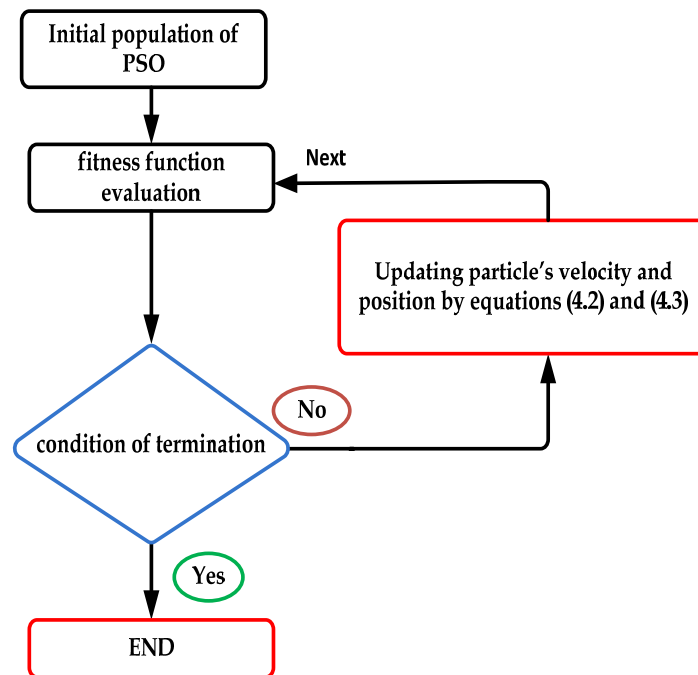 Initial population of
PSO
fitness function
evaluation
Next
Updating particle's velocity and
position by equations (4.2) and (4.3)
No
condition of termination
Yes
END